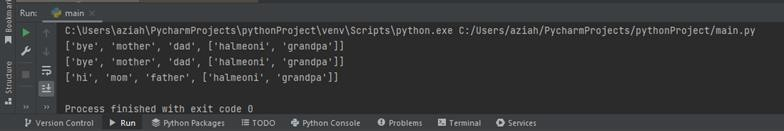 Run:
main
C:\Users\aziah\PycharmProjects\pythonProject\venv\Scripts\python.exe C:/Users/aziah/PycharmProjects/pythonProject/main.py
['bye', 'mother', 'dad', ['halmeoni', 'grandpa']]
['bye', 'mother', 'dad', ['halmeoni', 'grandpa']]
['hi', 'mom', 'father', ['halmeoni', 'grandpa']]
Process finished with exit code 0
Structure
Version Control Run Python Packages TODO Python Console Problems Terminal Services